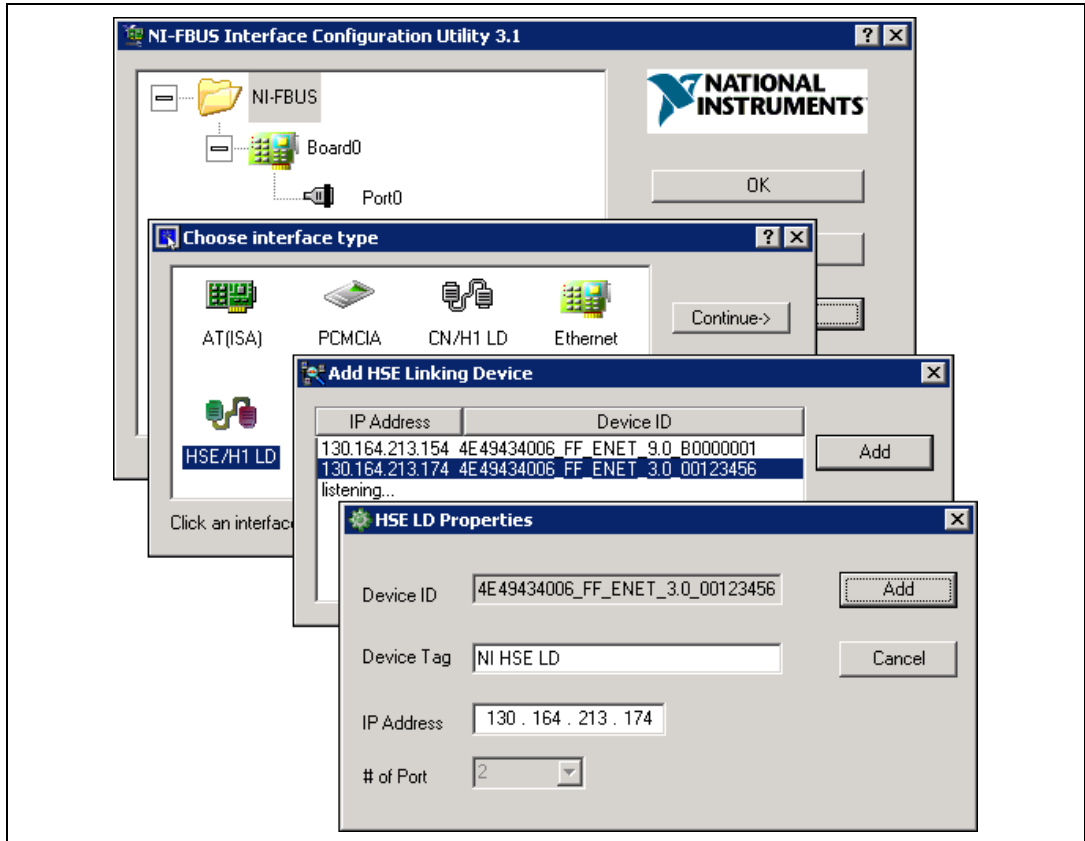 NI-FBUS Interface Configuration Utility 3.1
NI-FBUS
Board0
Port0
NATIONAL
INSTRUMENTS
OK
Choose interface type
AT(ISA)
PCMCIA
CN/H1 LD
Ethernet
Continue->
HSE/H1 LD
Click an interfac
Add HSE Linking Device
IP Address Device ID
130.164.213.154 4E49434006_FF_ENET_9.0_B0000001
130.164.213.174 4E49434006_FF_ENET_3.0_00123456
listening...
Add
HSE LD Properties
Device ID 4E49434006_FF_ENET_3.0_00123456
Add
Device Tag NI HSE LD
Cancel
IP Address 130 . 164 . 213 . 174
# of Port 2